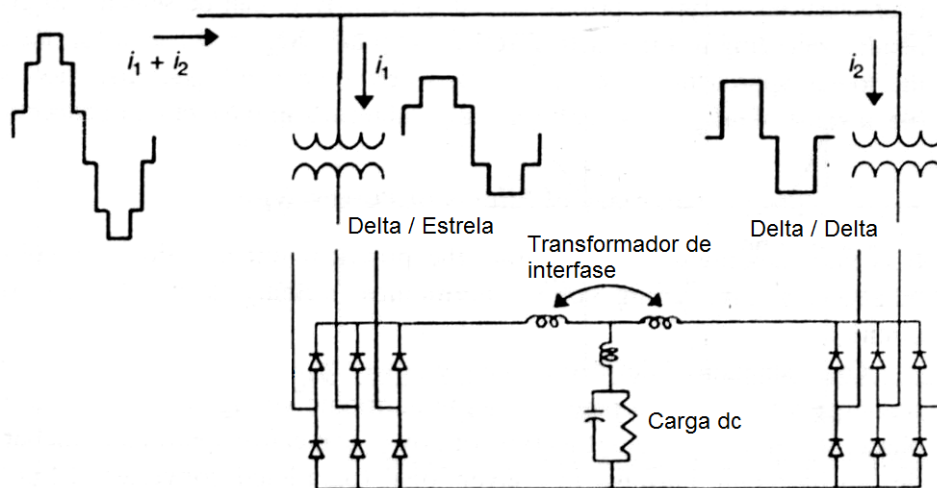 i₁ + i₂
i₁
i₂
Delta / Estrela
Delta / Delta
Transformador de
interfase
Carga dc